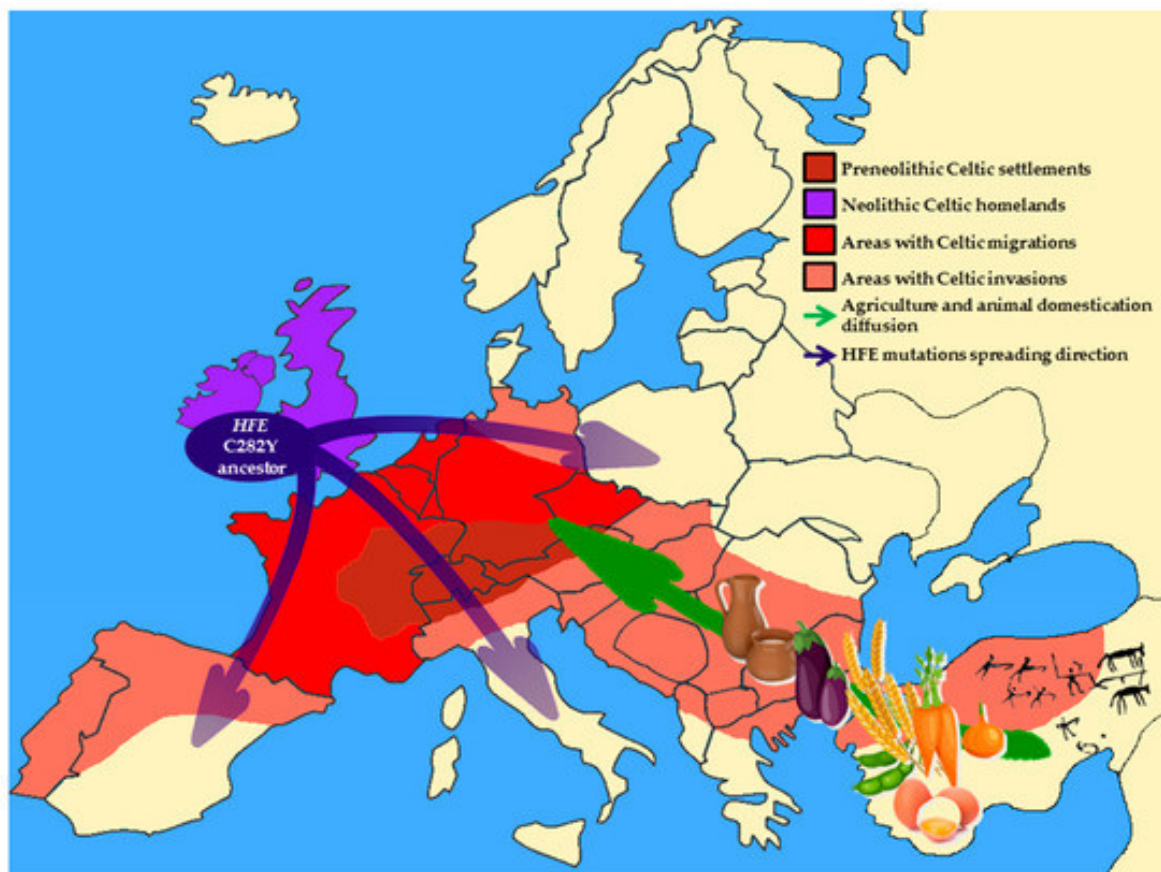 Preneolithic Celtic settlements
Neolithic Celtic homelands
Areas with Celtic migrations
Areas with Celtic invasions
Agriculture and animal domestication
diffusion
HFE mutations spreading direction
HFE
C282Y
ancestor